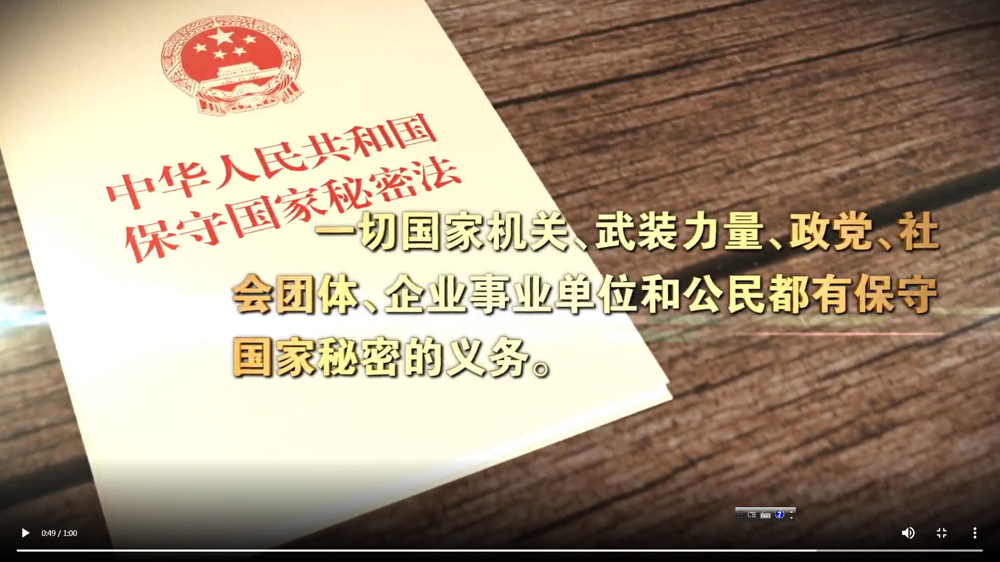 中华人民共和国
保守国家秘密法
一切国家机关、武装力量、政党、社
会团体、企业事业单位和公民都有保守
国家秘密的义务。
CH
0:49 / 1:00